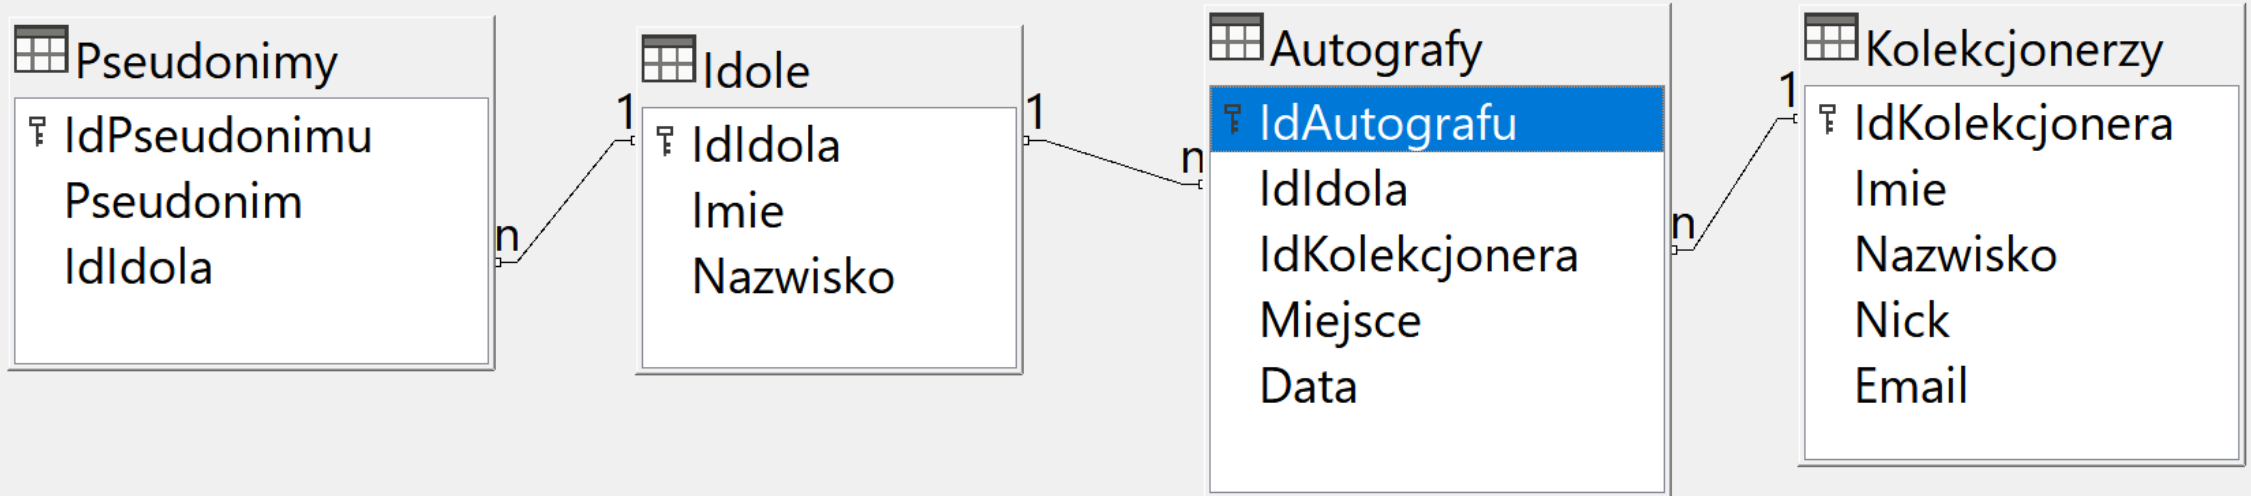 Pseudonimy
IdPseudonimu
Pseudonim
IdIdola
n
1
Idole
IdIdola
Imie
Nazwisko
1
n
Autografy
IdAutografu
IdIdola
IdKolekcjonera
Miejsce
Data
n
1
Kolekcjonerzy
IdKolekcjonera
Imie
Nazwisko
Nick
Email